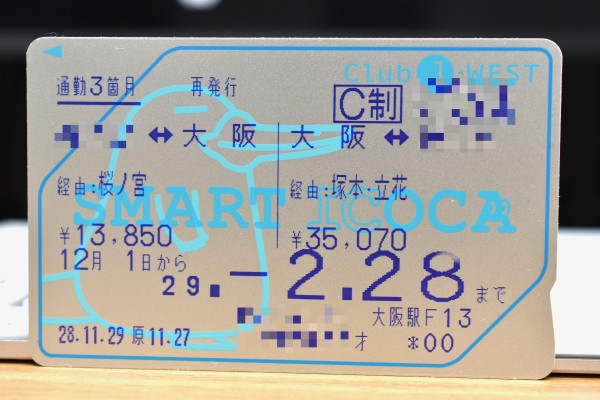 Club J-WEST
通勤3箇月 再発行
C制
↔ 大阪 大阪 ↔
経由:桜ノ宮 経由:塚本・立花
SMART ICOCA
¥13,850 ¥35,070
12月 1日から
29.-2.28まで
大阪駅F13
28.11.29 原11.27 才 *00